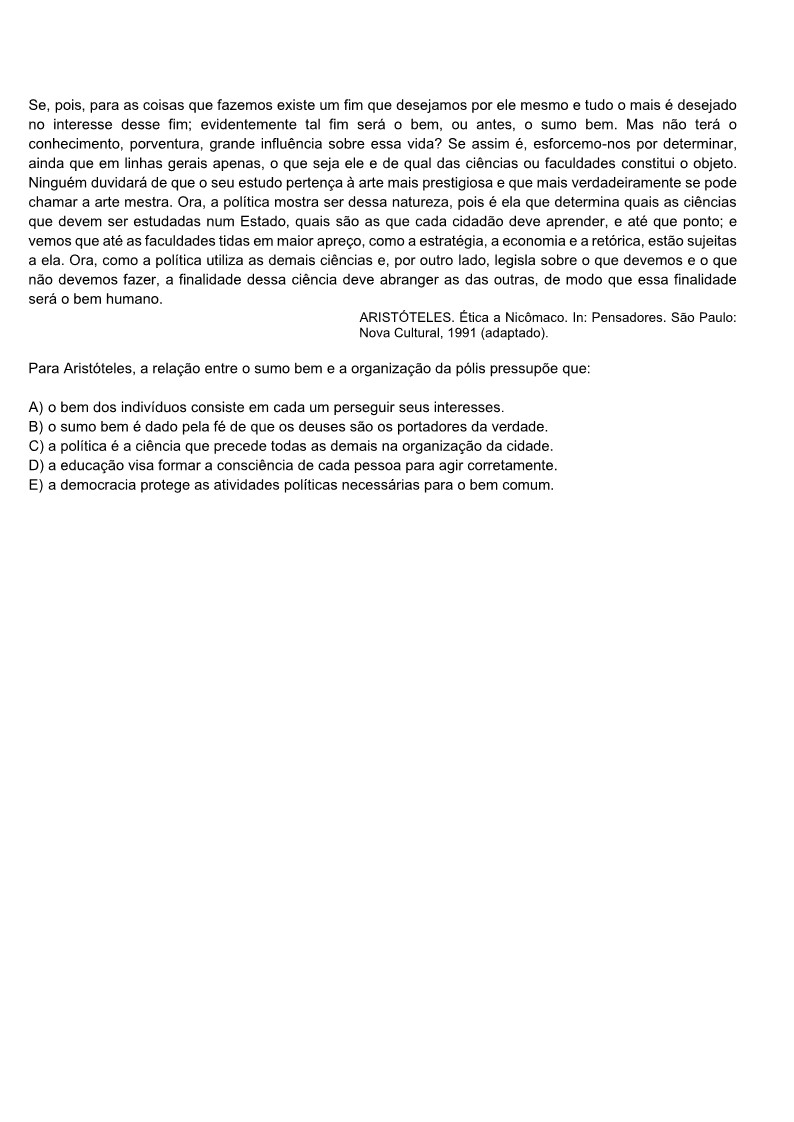 Se, pois, para as coisas que fazemos existe um fim que desejamos por ele mesmo e tudo o mais é desejado
no interesse desse fim; evidentemente tal fim será o bem, ou antes, o sumo bem. Mas não terá o
conhecimento, porventura, grande influência sobre essa vida? Se assim é, esforcemo-nos por determinar,
ainda que em linhas gerais apenas, o que seja ele e de qual das ciências ou faculdades constitui o objeto.
Ninguém duvidará de que o seu estudo pertença à arte mais prestigiosa e que mais verdadeiramente se pode
chamar a arte mestra. Ora, a política mostra ser dessa natureza, pois é ela que determina quais as ciências
que devem ser estudadas num Estado, quais são as que cada cidadão deve aprender, e até que ponto; e
vemos que até as faculdades tidas em maior apreço, como a estratégia, a economia e a retórica, estão sujeitas
a ela. Ora, como a política utiliza as demais ciências e, por outro lado, legisla sobre o que devemos e o que
não devemos fazer, a finalidade dessa ciência deve abranger as das outras, de modo que essa finalidade
será o bem humano.
ARISTÓTELES. Ética a Nicômaco. In: Pensadores. São Paulo:
Nova Cultural, 1991 (adaptado).
Para Aristóteles, a relação entre o sumo bem e a organização da pólis pressupõe que:
A) o bem dos indivíduos consiste em cada um perseguir seus interesses.
B) o sumo bem é dado pela fé de que os deuses são os portadores da verdade.
C) a política é a ciência que precede todas as demais na organização da cidade.
D) a educação visa formar a consciência de cada pessoa para agir corretamente.
E) a democracia protege as atividades políticas necessárias para o bem comum.